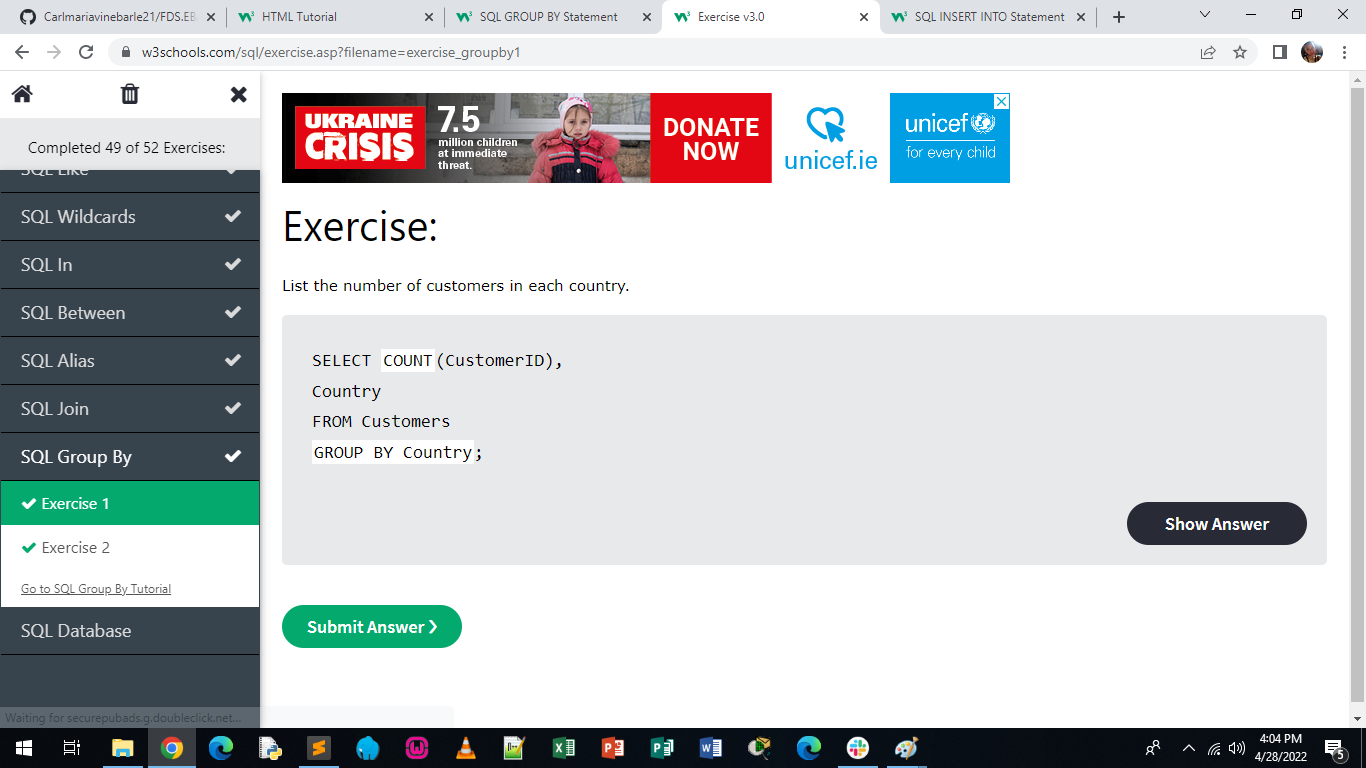 Carlmariavinebarle21/FDS.EB
HTML Tutorial
SQL GROUP BY Statement
Exercise v3.0
SQL INSERT INTO Statement
w3schools.com/sql/exercise.asp?filename=exercise_groupby1
Completed 49 of 52 Exercises:
SQL Like
SQL Wildcards
SQL In
SQL Between
SQL Alias
SQL Join
SQL Group By
Exercise 1
Exercise 2
Go to SQL Group By Tutorial
SQL Database
Waiting for securepubads.g.doubleclick.net...
UKRAINE
CRISIS
7.5
million children
at immediate
threat.
DONATE
NOW
unicef.ie
unicef
for every child
Exercise:
List the number of customers in each country.
SELECT COUNT(CustomerID),
Country
FROM Customers
GROUP BY Country;
Show Answer
Submit Answer ❯
4:04 PM
4/28/2022
5